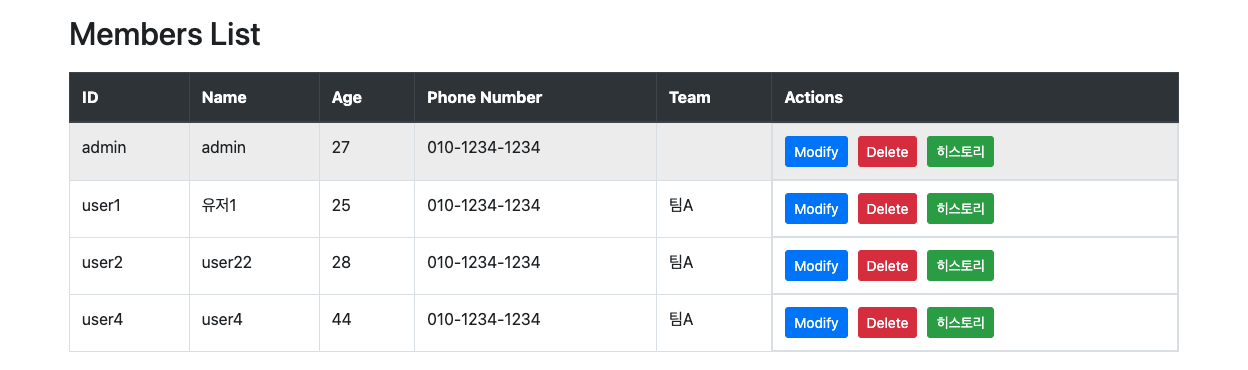 Members List
ID Name Age Phone Number Team Actions
admin admin 27 010-1234-1234 Modify Delete 히스토리
user1 유저1 25 010-1234-1234 팀A Modify Delete 히스토리
user2 user22 28 010-1234-1234 팀A Modify Delete 히스토리
user4 user4 44 010-1234-1234 팀A Modify Delete 히스토리